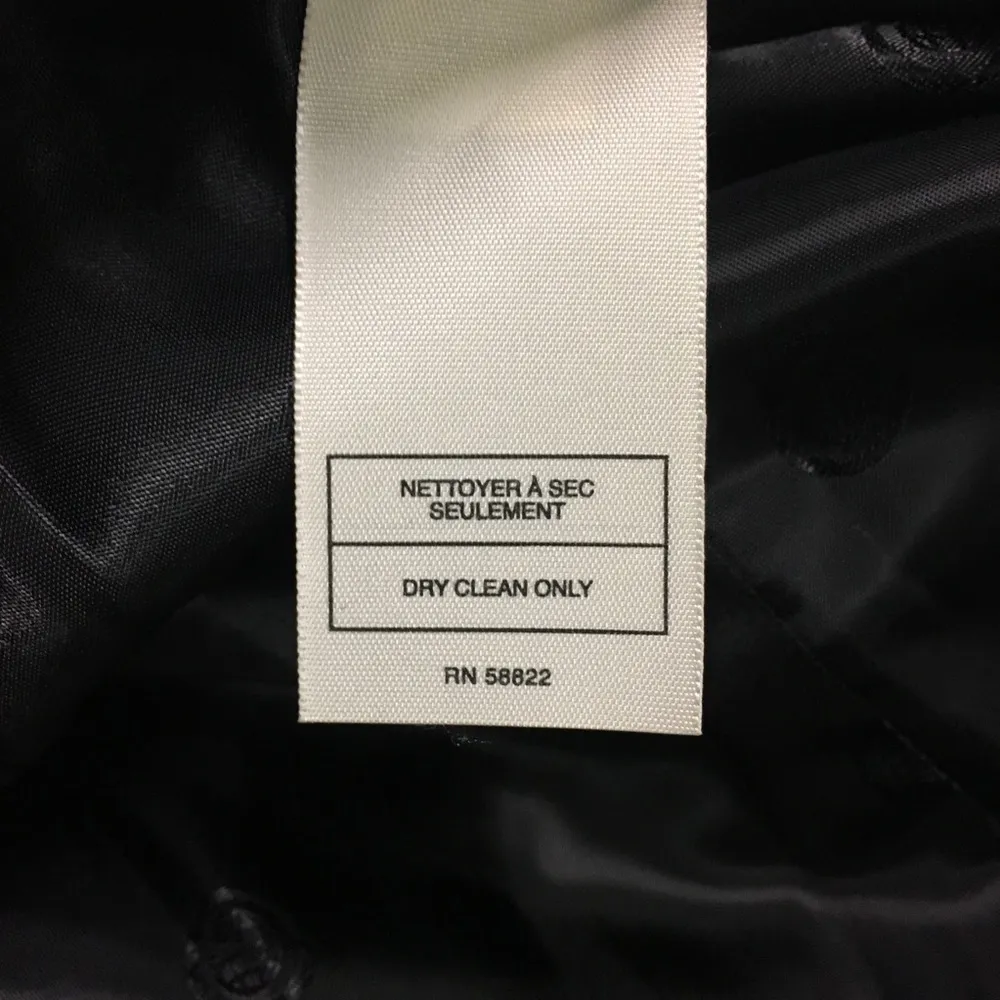 NETTOYER À SEC
SEULEMENT
DRY CLEAN ONLY
RN 58822